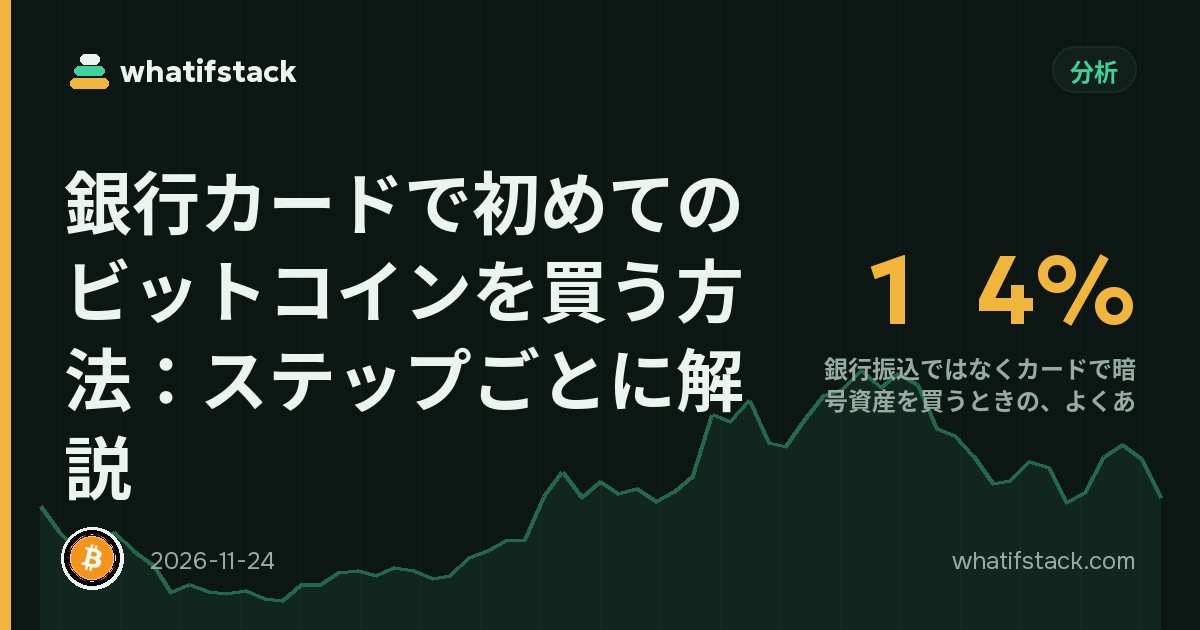 whatifstack
分析
銀行カードで初めての
ビットコインを買う方
法：ステップごとに解
説
1 4%
銀行振込ではなくカードで暗
号資産を買うときの、よくあ
2026-11-24
whatifstack.com